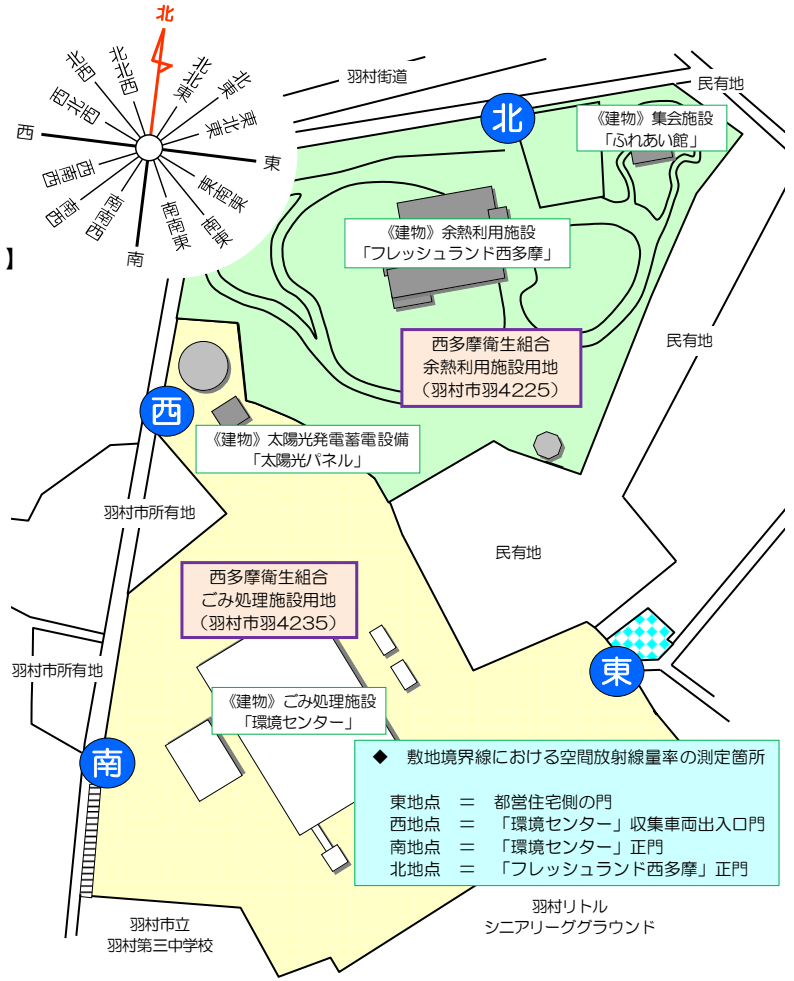 北
北北西
北北東
北西
北東
西北西
東北東
西
東
西南西
東南東
南西
南東
南南西
南南東
南
】
羽村街道
民有地
北
《建物》集会施設
「ふれあい館」
《建物》余熱利用施設
「フレッシュランド西多摩」
西多摩衛生組合
余熱利用施設用地
（羽村市羽4225）
民有地
西
《建物》太陽光発電蓄電設備
「太陽光パネル」
羽村市所有地
民有地
西多摩衛生組合
ごみ処理施設用地
（羽村市羽4235）
羽村市所有地
東
《建物》ごみ処理施設
「環境センター」
南
◆　敷地境界線における空間放射線量率の測定箇所
東地点　＝　都営住宅側の門
西地点　＝　「環境センター」収集車両出入口門
南地点　＝　「環境センター」正門
北地点　＝　「フレッシュランド西多摩」正門
羽村市立
羽村第三中学校
羽村リトル
シニアリーググラウンド